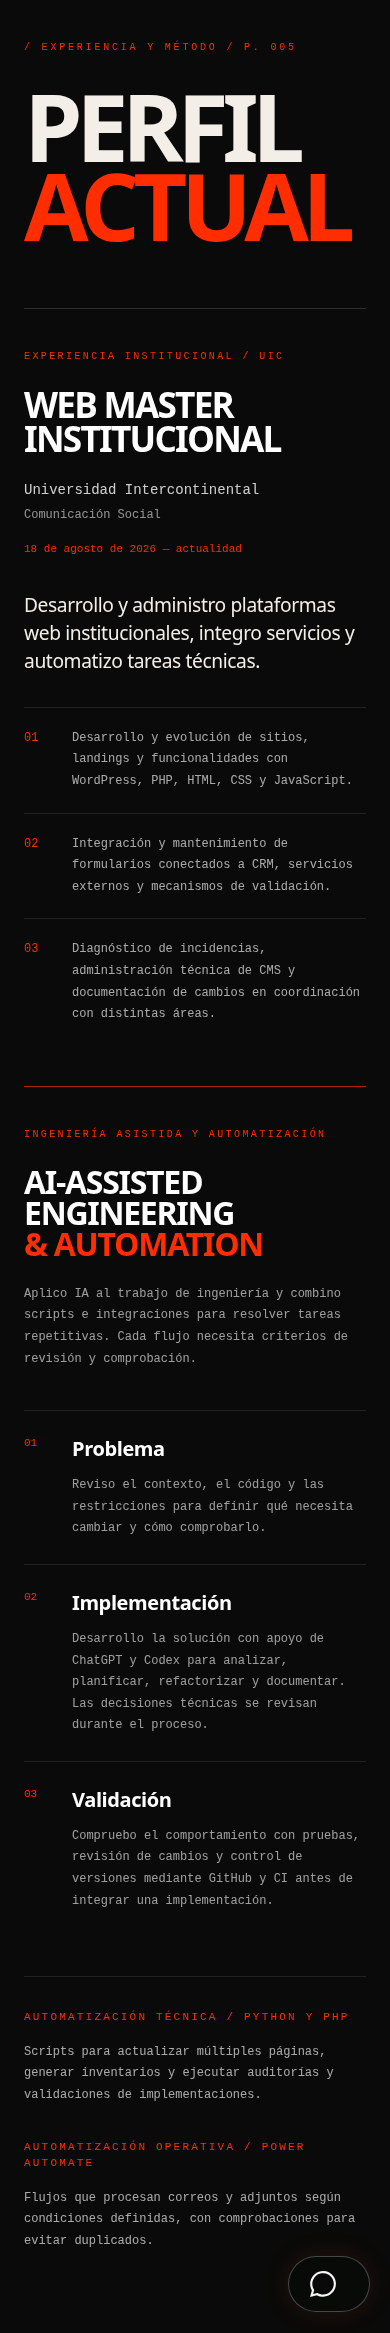 / EXPERIENCIA Y MÉTODO / P. 005
PERFIL
ACTUAL
EXPERIENCIA INSTITUCIONAL / UIC
WEB MASTER
INSTITUCIONAL
Universidad Intercontinental
Comunicación Social
18 de agosto de 2026 — actualidad
Desarrollo y administro plataformas
web institucionales, integro servicios y
automatizo tareas técnicas.
01 Desarrollo y evolución de sitios,
landings y funcionalidades con
WordPress, PHP, HTML, CSS y JavaScript.
02 Integración y mantenimiento de
formularios conectados a CRM, servicios
externos y mecanismos de validación.
03 Diagnóstico de incidencias,
administración técnica de CMS y
documentación de cambios en coordinación
con distintas áreas.
INGENIERÍA ASISTIDA Y AUTOMATIZACIÓN
AI-ASSISTED
ENGINEERING
& AUTOMATION
Aplico IA al trabajo de ingeniería y combino
scripts e integraciones para resolver tareas
repetitivas. Cada flujo necesita criterios de
revisión y comprobación.
01 Problema
Reviso el contexto, el código y las
restricciones para definir qué necesita
cambiar y cómo comprobarlo.
02 Implementación
Desarrollo la solución con apoyo de
ChatGPT y Codex para analizar,
planificar, refactorizar y documentar.
Las decisiones técnicas se revisan
durante el proceso.
03 Validación
Compruebo el comportamiento con pruebas,
revisión de cambios y control de
versiones mediante GitHub y CI antes de
integrar una implementación.
AUTOMATIZACIÓN TÉCNICA / PYTHON Y PHP
Scripts para actualizar múltiples páginas,
generar inventarios y ejecutar auditorías y
validaciones de implementaciones.
AUTOMATIZACIÓN OPERATIVA / POWER
AUTOMATE
Flujos que procesan correos y adjuntos según
condiciones definidas, con comprobaciones para
evitar duplicados.